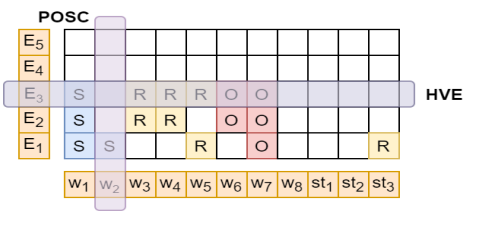 POSC
E5
E4
E3 S R R R O O HVE
E2 S R R O O
E1 S S R O R
w1 w2 w3 w4 w5 w6 w7 w8 st1 st2 st3